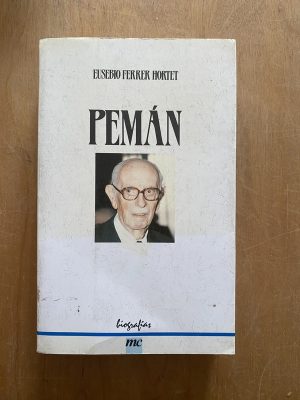 EUSEBIO FERRER HORTET
PEMÁN
biografías
mc